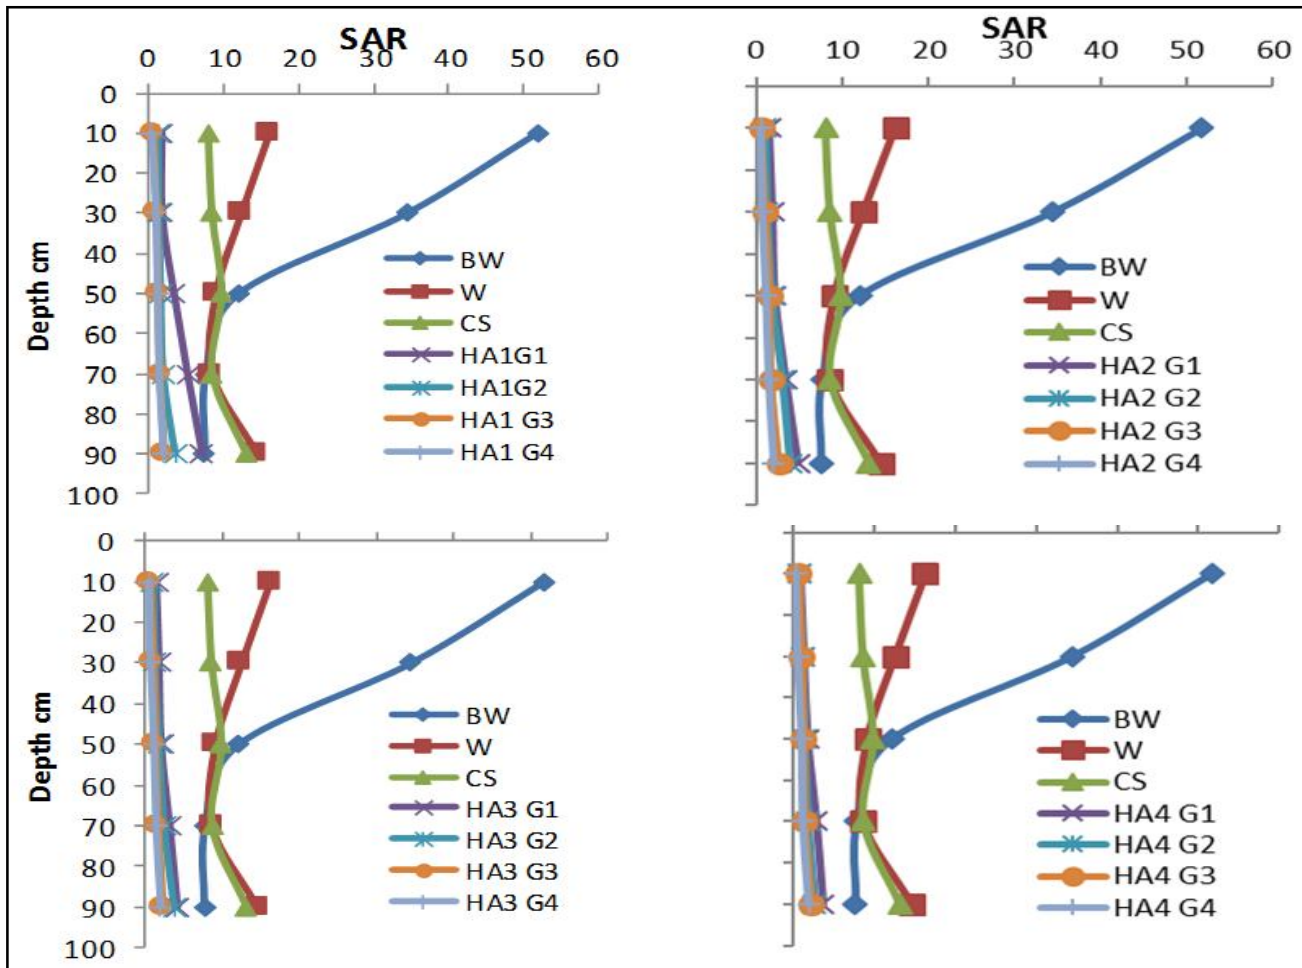 SAR
0 10 20 30 40 50 60
0
10
20
30
40
50
60
70
80
90
100
Depth cm
BW
W
CS
HA1G1
HA1G2
HA1 G3
HA1 G4
SAR
0 10 20 30 40 50 60
BW
W
CS
HA2 G1
HA2 G2
HA2 G3
HA2 G4
0
10
20
30
40
50
60
70
80
90
100
Depth cm
BW
W
CS
HA3 G1
HA3 G2
HA3 G3
HA3 G4
BW
W
CS
HA4 G1
HA4 G2
HA4 G3
HA4 G4